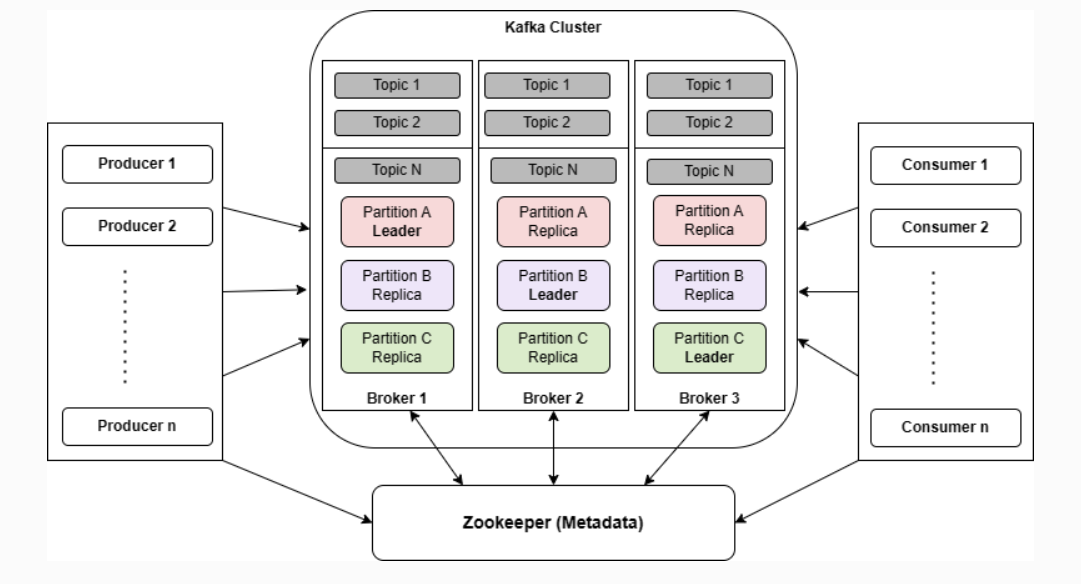 Kafka Cluster
Producer 1
Producer 2
Producer n
Topic 1
Topic 2
Topic N
Partition A
Leader
Partition B
Replica
Partition C
Replica
Broker 1
Topic 1
Topic 2
Topic N
Partition A
Replica
Partition B
Leader
Partition C
Replica
Broker 2
Topic 1
Topic 2
Topic N
Partition A
Replica
Partition B
Replica
Partition C
Leader
Broker 3
Consumer 1
Consumer 2
Consumer n
Zookeeper (Metadata)